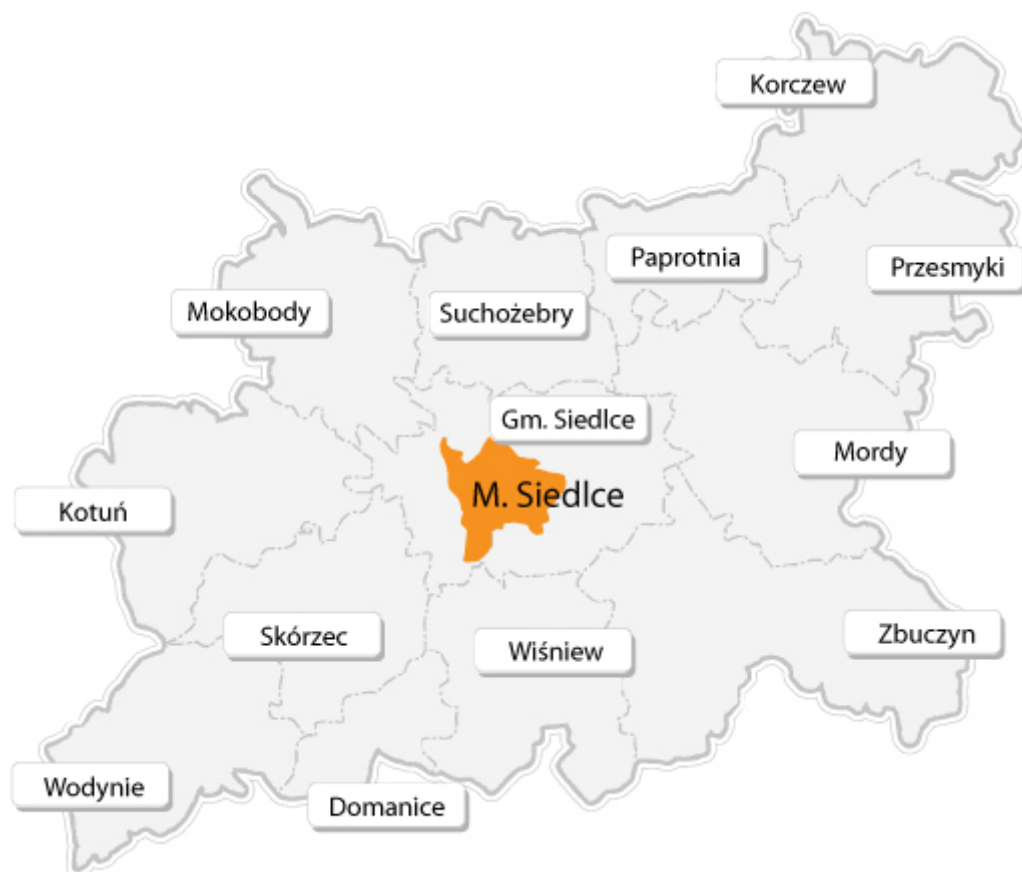 Korczew
Paprotnia
Przesmyki
Mokobody
Suchożebry
Gm. Siedlce
Mordy
M. Siedlce
Kotuń
Skórzec
Wiśniew
Zbuczyn
Wodynie
Domanice